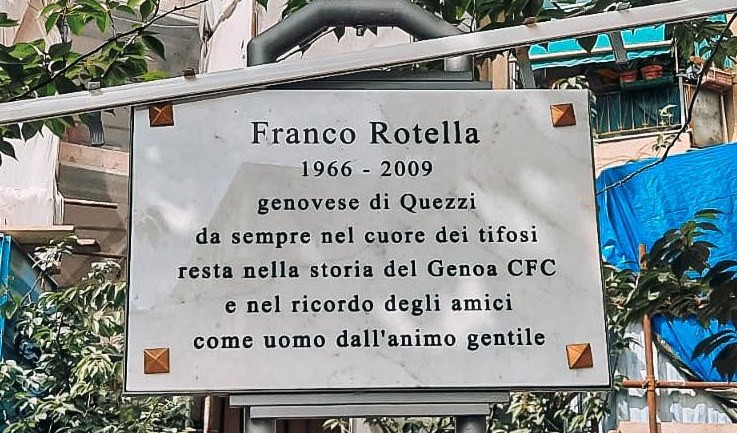 Franco Rotella
1966 - 2009
genovese di Quezzi
da sempre nel cuore dei tifosi
resta nella storia del Genoa CFC
e nel ricordo degli amici
come uomo dall'animo gentile